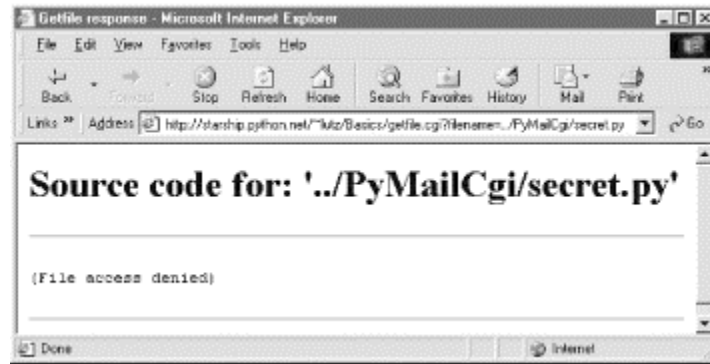 Getfile response - Microsoft Internet Explorer
File Edit View Favorites Tools Help
Back Forward Stop Refresh Home Search Favorites History Mail Print »
Links » Address http://starship.python.net/~lutz/Basics/getfile.cgi?filename=../PyMailCgi/secret.py Go
Source code for: '../PyMailCgi/secret.py'
(File access denied)
Done Internet